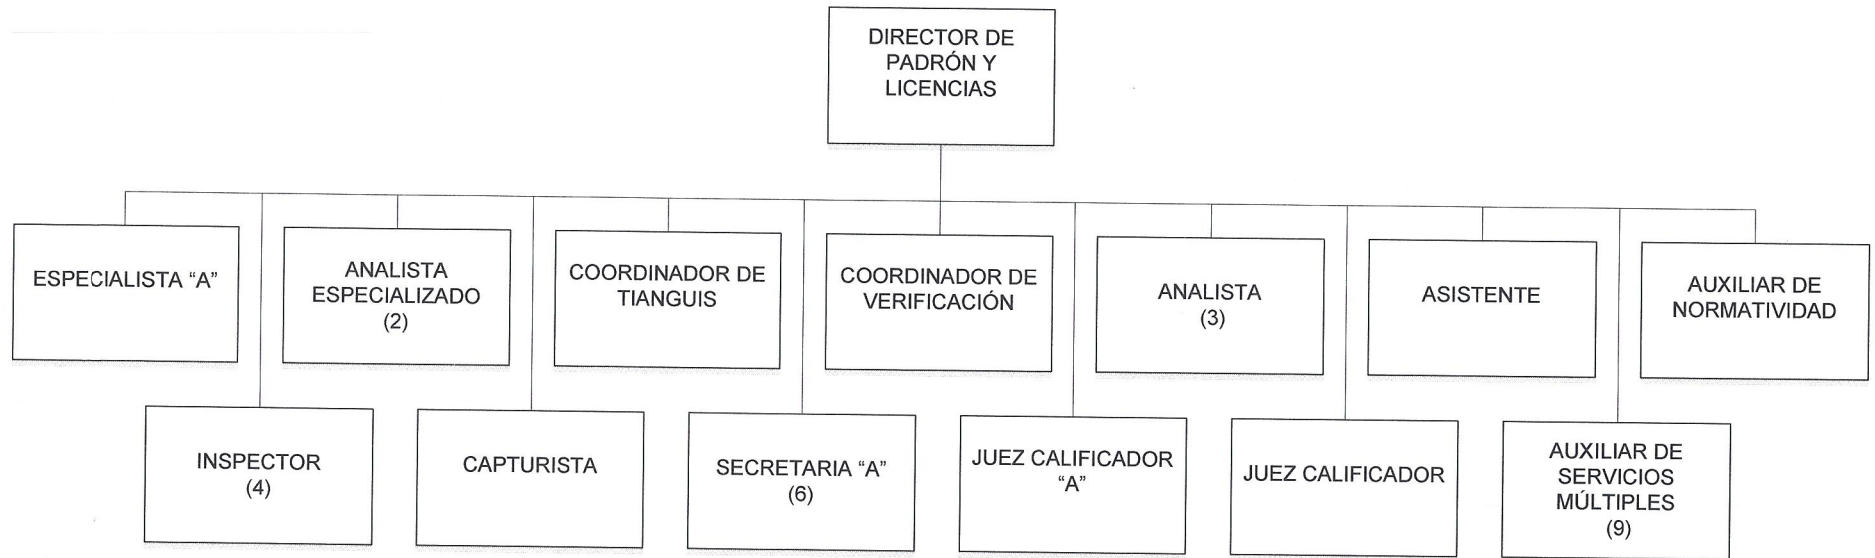 DIRECTOR DE
PADRÓN Y
LICENCIAS
ESPECIALISTA “A”
ANALISTA
ESPECIALIZADO
(2)
COORDINADOR DE
TIANGUIS
COORDINADOR DE
VERIFICACIÓN
ANALISTA
(3)
ASISTENTE
AUXILIAR DE
NORMATIVIDAD
INSPECTOR
(4)
CAPTURISTA
SECRETARIA “A”
(6)
JUEZ CALIFICADOR
“A”
JUEZ CALIFICADOR
AUXILIAR DE
SERVICIOS
MÚLTIPLES
(9)